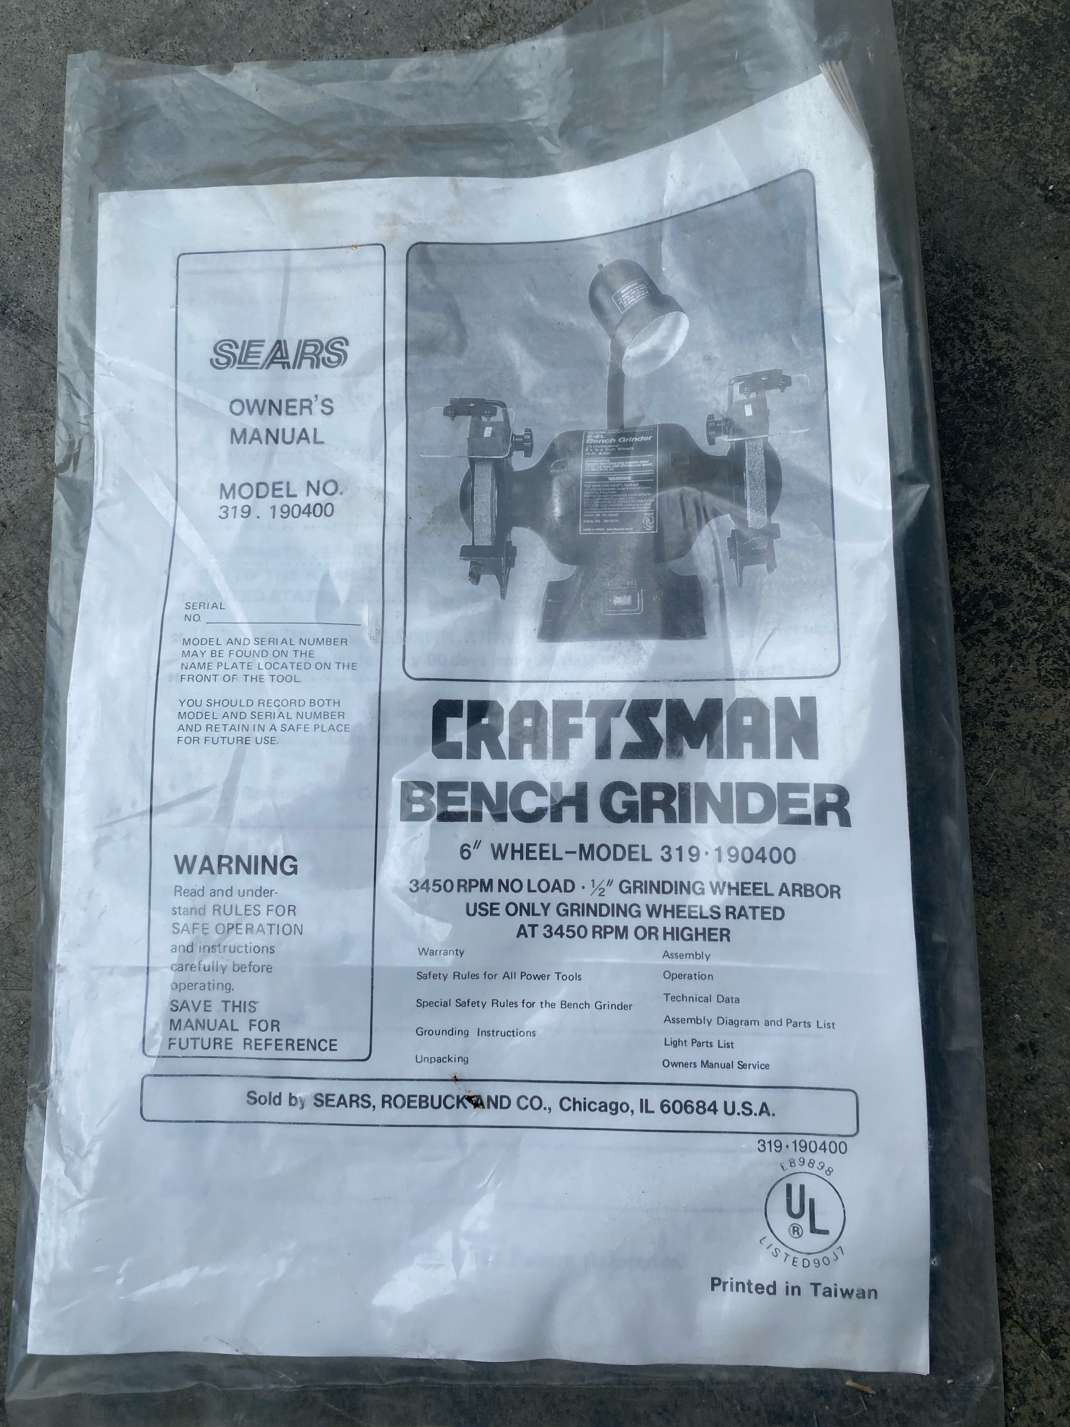 SEARS
OWNER'S
MANUAL
MODEL NO.
319.190400
SERIAL
NO.
MODEL AND SERIAL NUMBER
MAY BE FOUND ON THE
NAME PLATE LOCATED ON THE
FRONT OF THE TOOL.
YOU SHOULD RECORD BOTH
MODEL AND SERIAL NUMBER
AND RETAIN IN A SAFE PLACE
FOR FUTURE USE.
WARNING
Read and under-
stand RULES FOR
SAFE OPERATION
and instructions
carefully before
operating.
SAVE THIS
MANUAL FOR
FUTURE REFERENCE
Bench Grinder
CRAFTSMAN
BENCH GRINDER
6" WHEEL-MODEL 319·190400
3450 RPM NO LOAD · ½" GRINDING WHEEL ARBOR
USE ONLY GRINDING WHEELS RATED
AT 3450 RPM OR HIGHER
Warranty
Safety Rules for All Power Tools
Special Safety Rules for the Bench Grinder
Grounding Instructions
Unpacking
Assembly
Operation
Technical Data
Assembly Diagram and Parts List
Light Parts List
Owners Manual Service
Sold by SEARS, ROEBUCK AND CO., Chicago, IL 60684 U.S.A.
319·190400
E89898
UL
®
LISTED 90J7
Printed in Taiwan